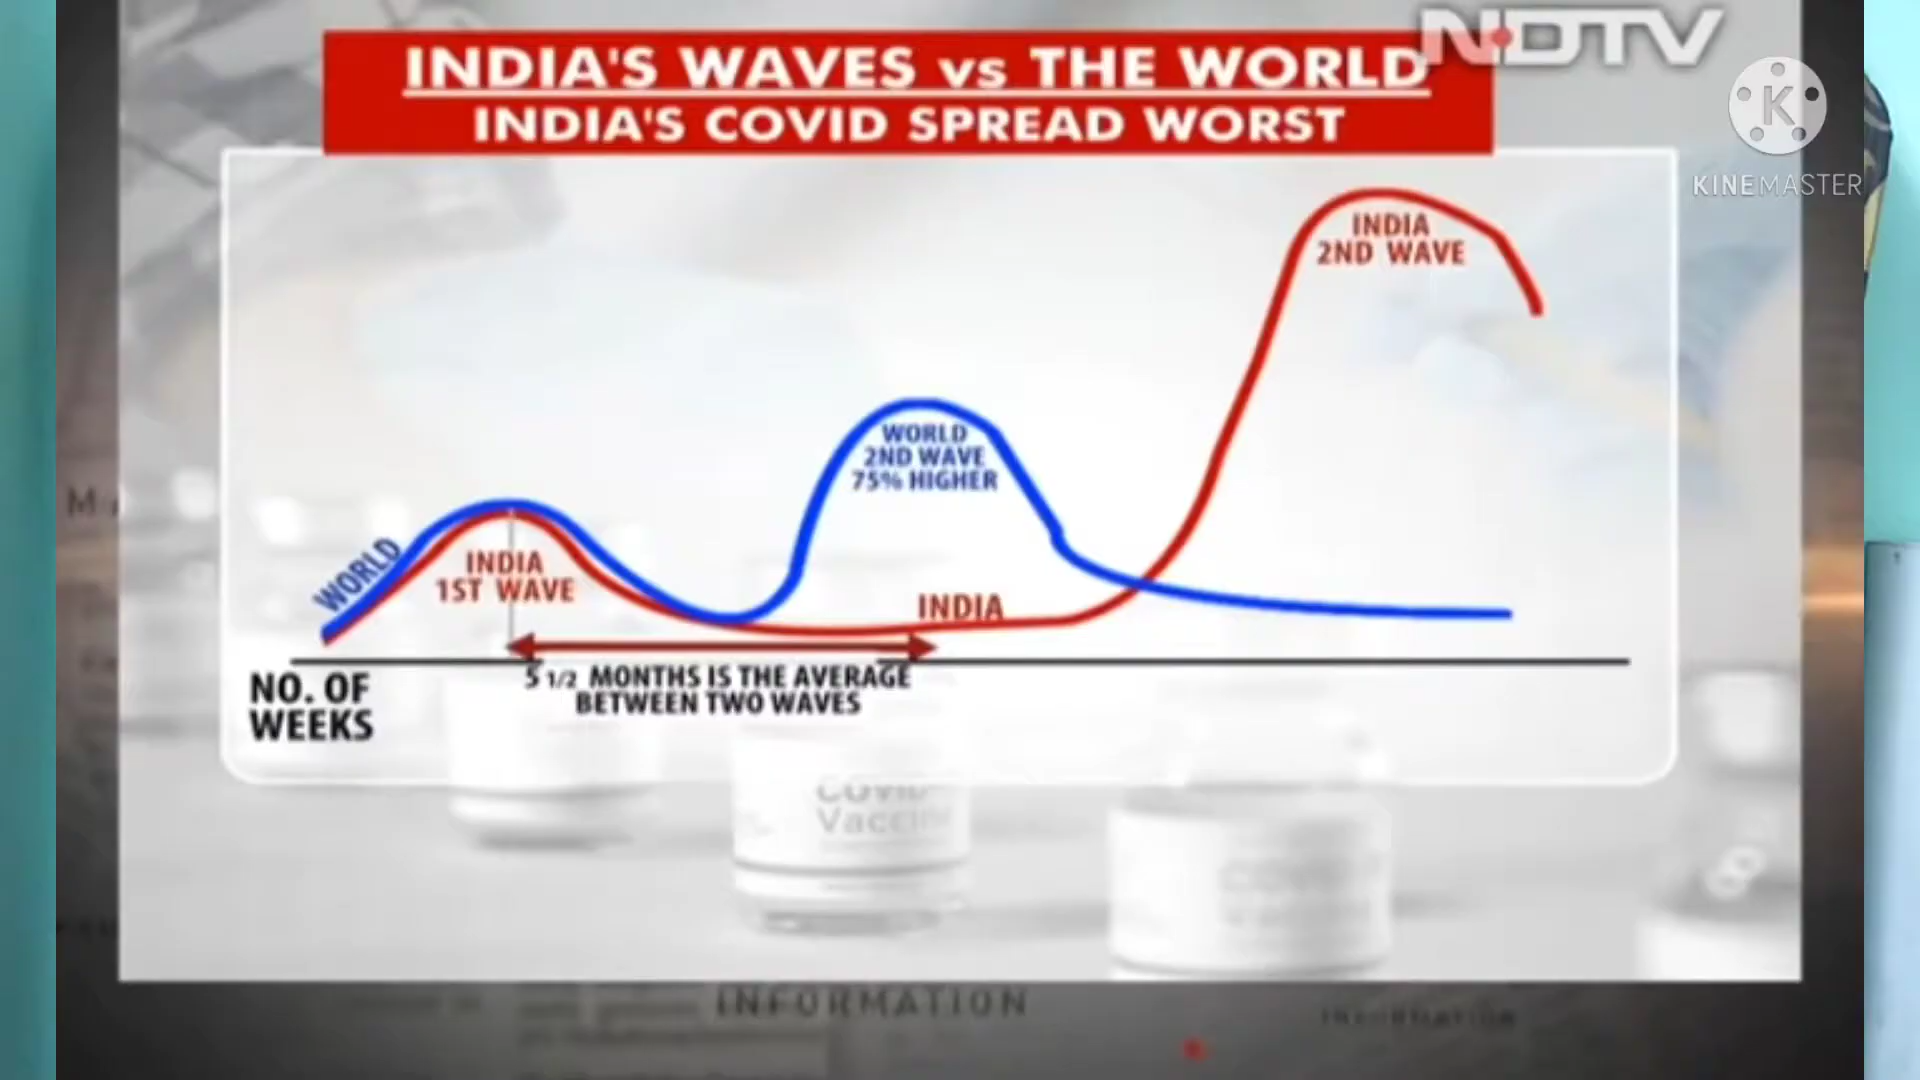 NDTV
INDIA'S WAVES vs THE WORLD
INDIA'S COVID SPREAD WORST
K
KINEMASTER
INDIA
2ND WAVE
WORLD
2ND WAVE
75% HIGHER
WORLD
INDIA
1ST WAVE
INDIA
5 1/2 MONTHS IS THE AVERAGE
BETWEEN TWO WAVES
NO. OF
WEEKS
COVID-
Vaccine
INFORMATION